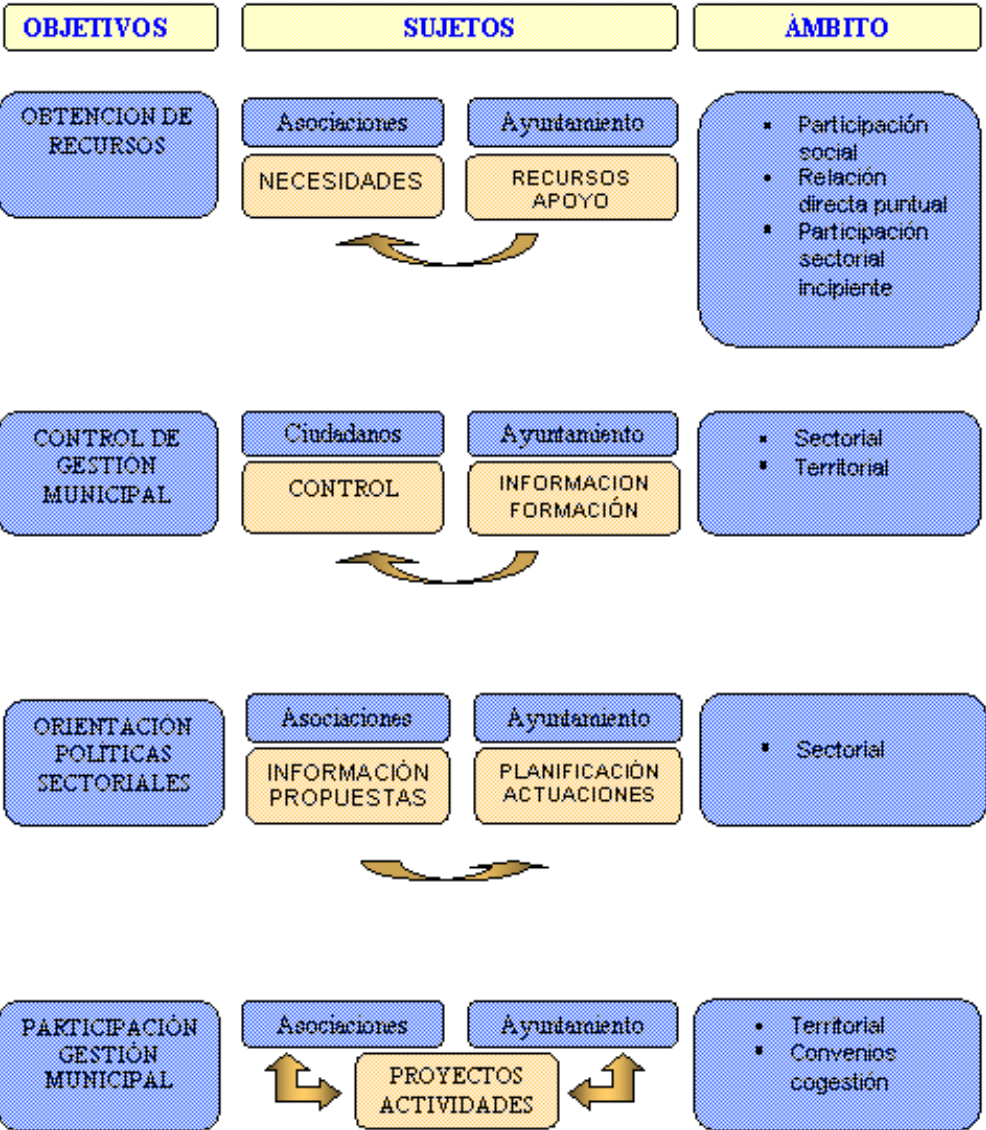 OBJETIVOS
SUJETOS
ÁMBITO
OBTENCION DE
RECURSOS
Asociaciones
NECESIDADES
Ayuntamiento
RECURSOS
APOYO
▪ Participación
social
• Relación
directa puntual
▪ Participación
sectorial
incipiente
CONTROL DE
GESTIÓN
MUNICIPAL
Ciudadanos
CONTROL
Ayuntamiento
INFORMACION
FORMACIÓN
▪ Sectorial
▪ Territorial
ORIENTACIÓN
POLITICAS
SECTORIALES
Asociaciones
INFORMACIÓN
PROPUESTAS
Ayuntamiento
PLANIFICACIÓN
ACTUACIONES
▪ Sectorial
PARTICIPACIÓN
GESTIÓN
MUNICIPAL
Asociaciones
Ayuntamiento
PROYECTOS
ACTIVIDADES
• Territorial
▪ Convenios
cogestión